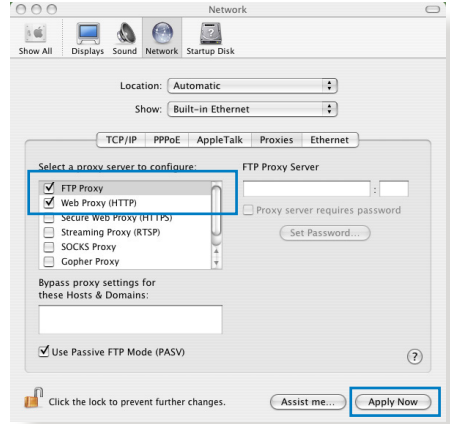 Network
Show All Displays Sound Network Startup Disk
Location: Automatic
Show: Built-in Ethernet
TCP/IP PPPoE AppleTalk Proxies Ethernet
Select a proxy server to configure: FTP Proxy Server
FTP Proxy :
Web Proxy (HTTP) Proxy server requires password
Secure Web Proxy (HTTPS)
Streaming Proxy (RTSP) Set Password...
SOCKS Proxy
Gopher Proxy
Bypass proxy settings for
these Hosts & Domains:
Use Passive FTP Mode (PASV) ?
Click the lock to prevent further changes. Assist me... Apply Now